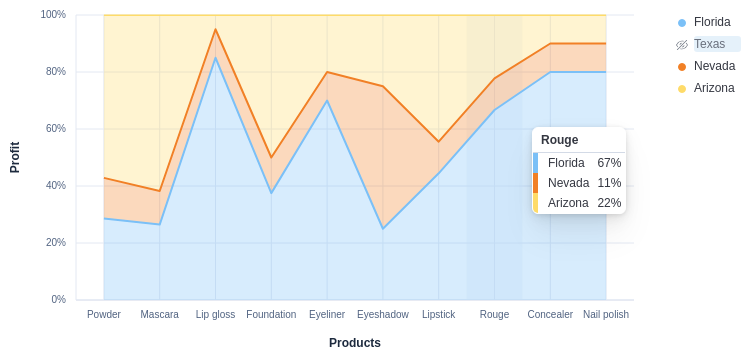 100%
80%
60%
40%
20%
0%
Profit
Powder
Mascara
Lip gloss
Foundation
Eyeliner
Eyeshadow
Lipstick
Rouge
Concealer
Nail polish
Products
Rouge
Florida 67%
Nevada 11%
Arizona 22%
Florida
Texas
Nevada
Arizona